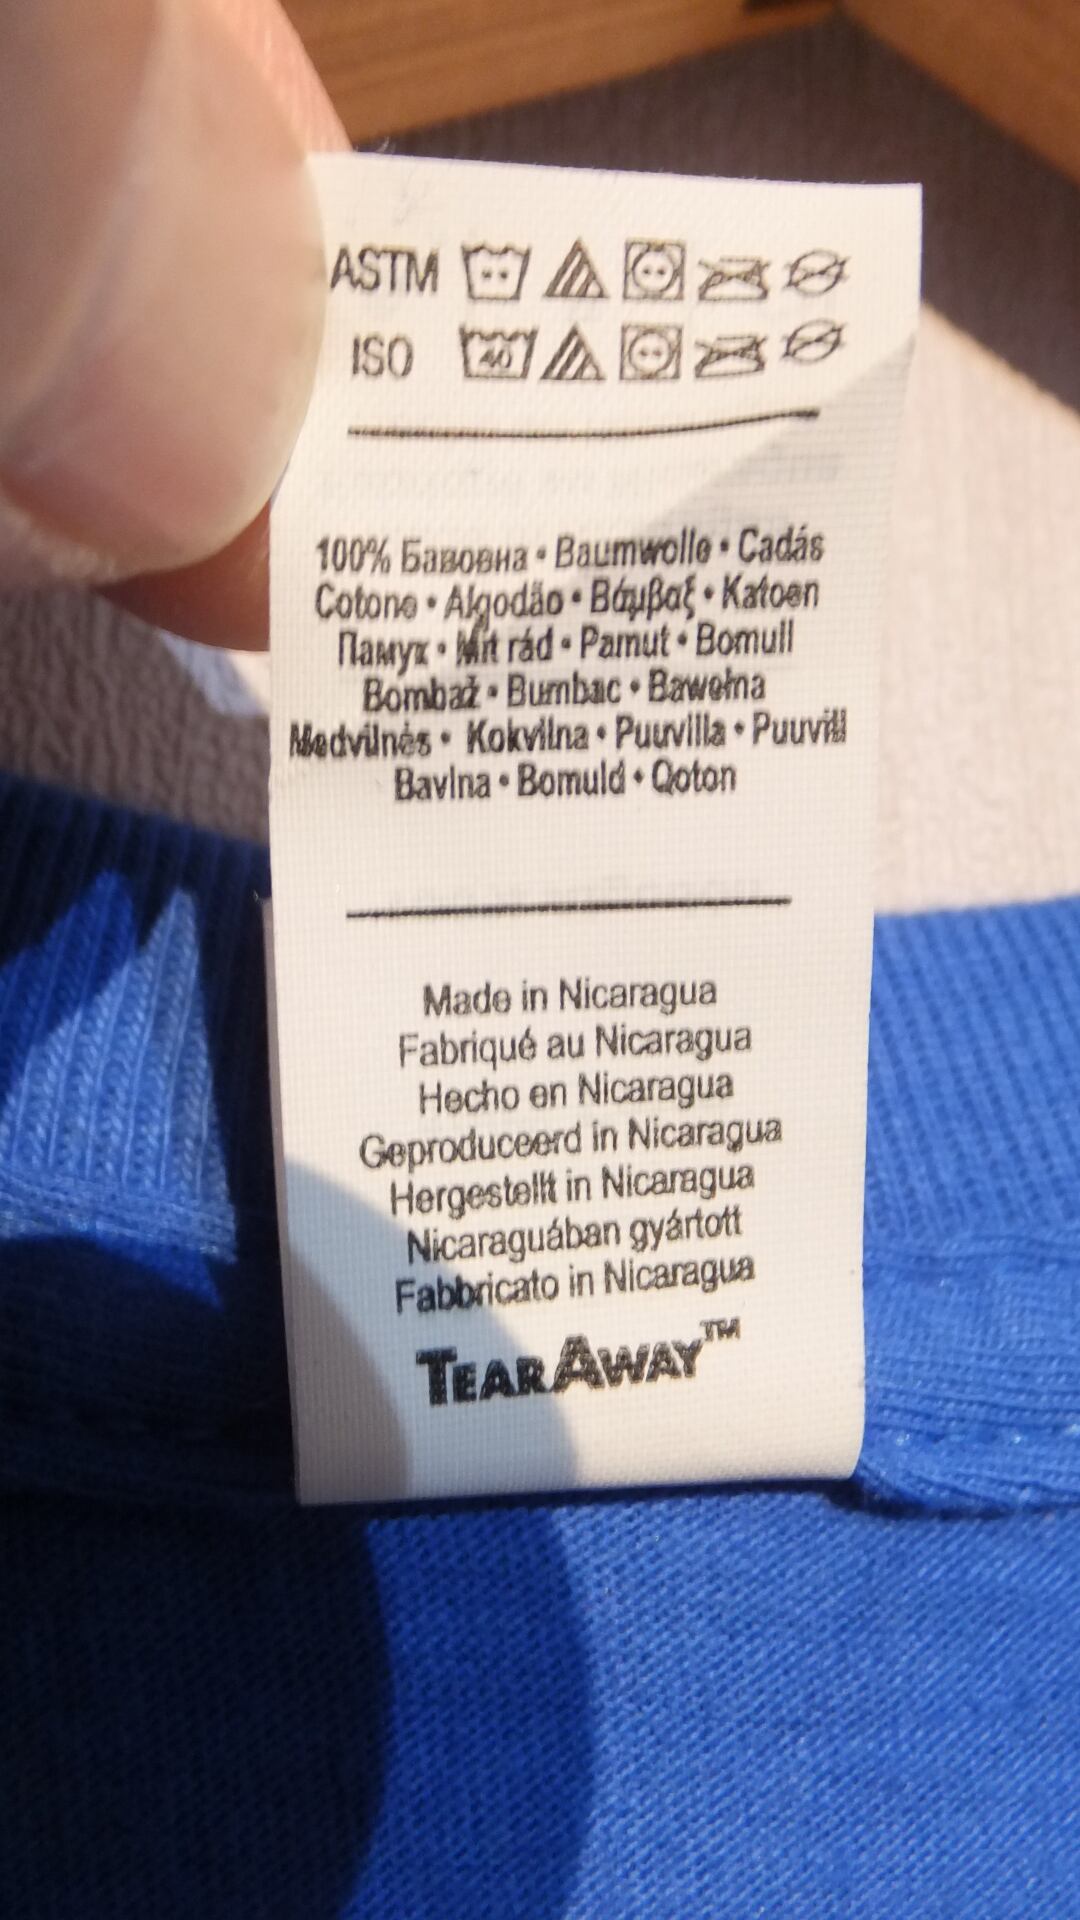 ASTM
ISO 40
100% Бавовна • Baumwolle • Cadás
Cotone • Algodão • Βάμβαξ • Katoen
Памук • Mit rád • Pamut • Bomull
Bombaž • Bumbac • Bawełna
Medvilnės • Kokvilna • Puuvilla • Puuvill
Bavlna • Bomuld • Qoton
Made in Nicaragua
Fabriqué au Nicaragua
Hecho en Nicaragua
Geproduceerd in Nicaragua
Hergestellt in Nicaragua
Nicaraguában gyártott
Fabbricato in Nicaragua
TEARAWAY™